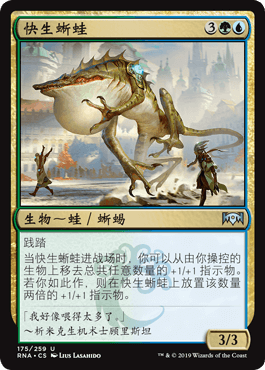 快生蜥蛙 3
生物～蛙／蜥蜴
践踏
当快生蜥蛙进战场时，你可以从由你操控的
生物上移去总共任意数量的 +1/+1 指示物。
若你如此作，则在快生蜥蛙上放置该数量
两倍的 +1/+1 指示物。
「我好像喂得太多了。」
～析米克生机术士顾里斯坦
3/3
175/259 U
RNA • CS LIUS LASAHIDO
™ & © 2019 Wizards of the Coast